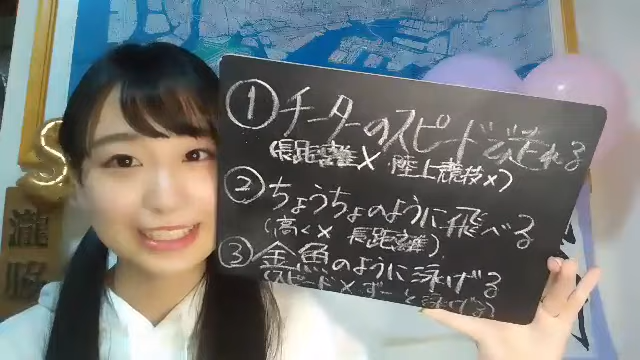 ①チーターのスピードで走れる
(長距離× 陸上競技×)
②ちょうちょのように飛べる
(高く× 長距離)
③金魚のように泳げる
(スピード× ずーと泳げる)